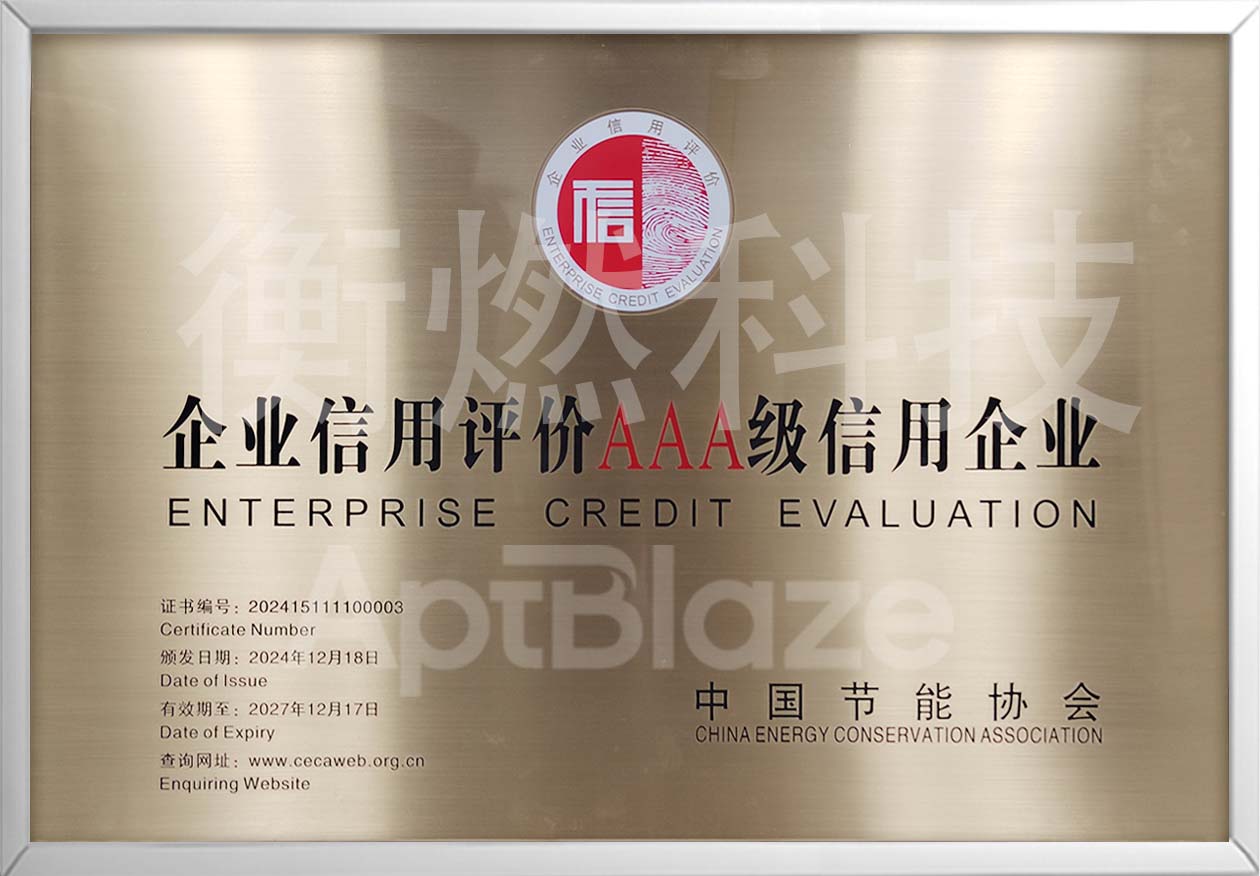 企业信用评价
信
ENTERPRISE CREDIT EVALUATION
衡燃科技
企业信用评价AAA级信用企业
ENTERPRISE CREDIT EVALUATION
AptBlaze
证书编号：202415111100003
Certificate Number
颁发日期：2024年12月18日
Date of Issue
有效期至：2027年12月17日
Date of Expiry
查询网址：www.cecaweb.org.cn
Enquiring Website
中国节能协会
CHINA ENERGY CONSERVATION ASSOCIATION